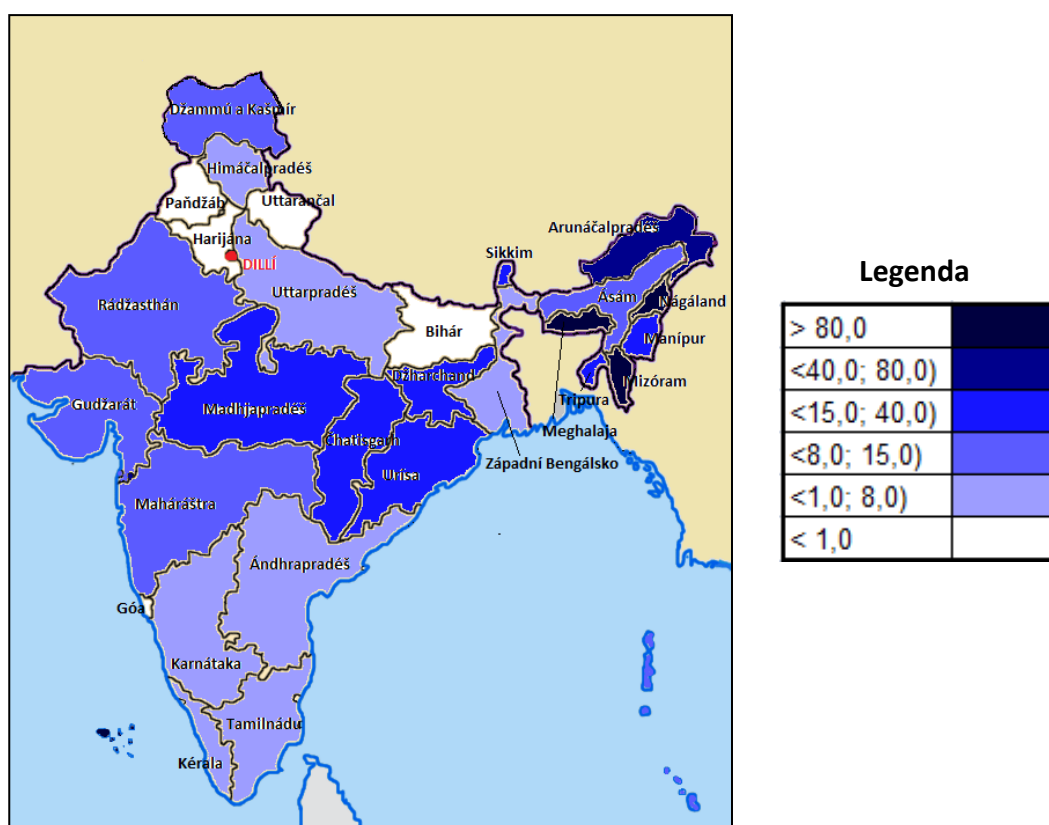 Džammú a Kašmír
Himáčalpradéš
Paňdžáb
Uttarančal
Harijána
DILLÍ
Arunáčalpradéš
Sikkim
Rádžasthán
Uttarpradéš
Ásám
Nágáland
Bihár
Manípur
Džharchand
Mizóram
Gudžarát
Madhjapradéš
Tripura
Chattisgarh
Meghalaja
Urísa
Západní Bengálsko
Maháráštra
Ándhrapradéš
Góa
Karnátaka
Tamilnádu
Kérala
Legenda
> 80,0
<40,0; 80,0)
<15,0; 40,0)
<8,0; 15,0)
<1,0; 8,0)
< 1,0